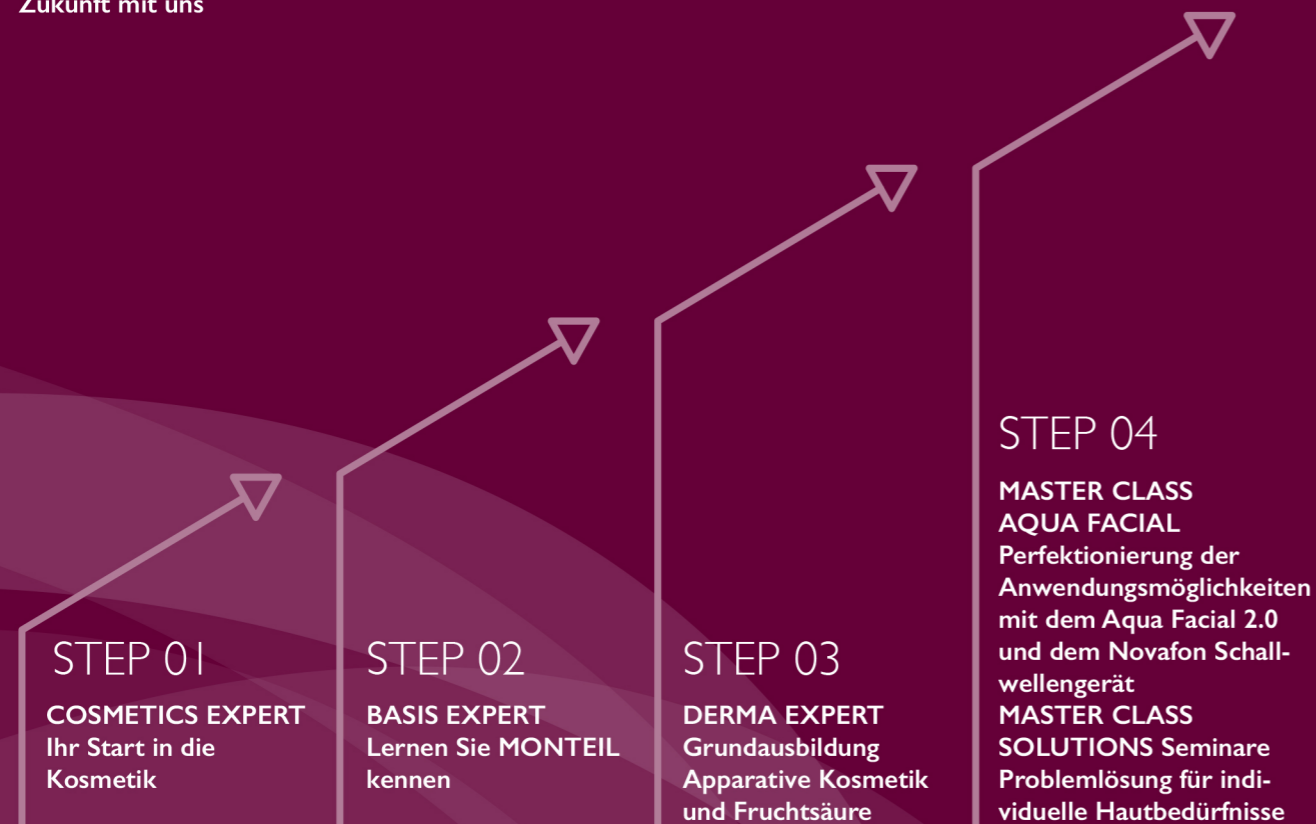 Zukunft mit uns
STEP 01
COSMETICS EXPERT
Ihr Start in die
Kosmetik
STEP 02
BASIS EXPERT
Lernen Sie MONTEIL
kennen
STEP 03
DERMA EXPERT
Grundausbildung
Apparative Kosmetik
und Fruchtsäure
STEP 04
MASTER CLASS
AQUA FACIAL
Perfektionierung der
Anwendungsmöglichkeiten
mit dem Aqua Facial 2.0
und dem Novafon Schall-
wellengerät
MASTER CLASS
SOLUTIONS Seminare
Problemlösung für indi-
viduelle Hautbedürfnisse